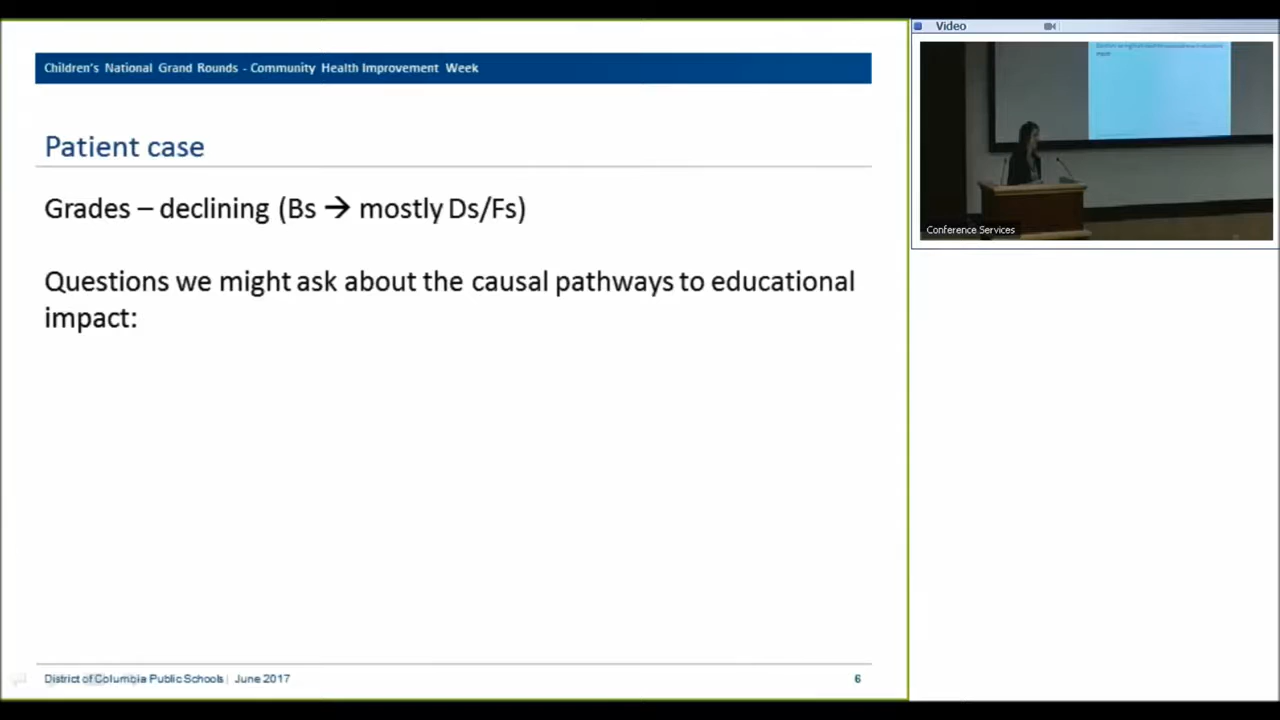 Children's National Grand Rounds - Community Health Improvement Week
Patient case
Grades – declining (Bs → mostly Ds/Fs)
Questions we might ask about the causal pathways to educational
impact:
District of Columbia Public Schools | June 2017
6
Video
Conference Services